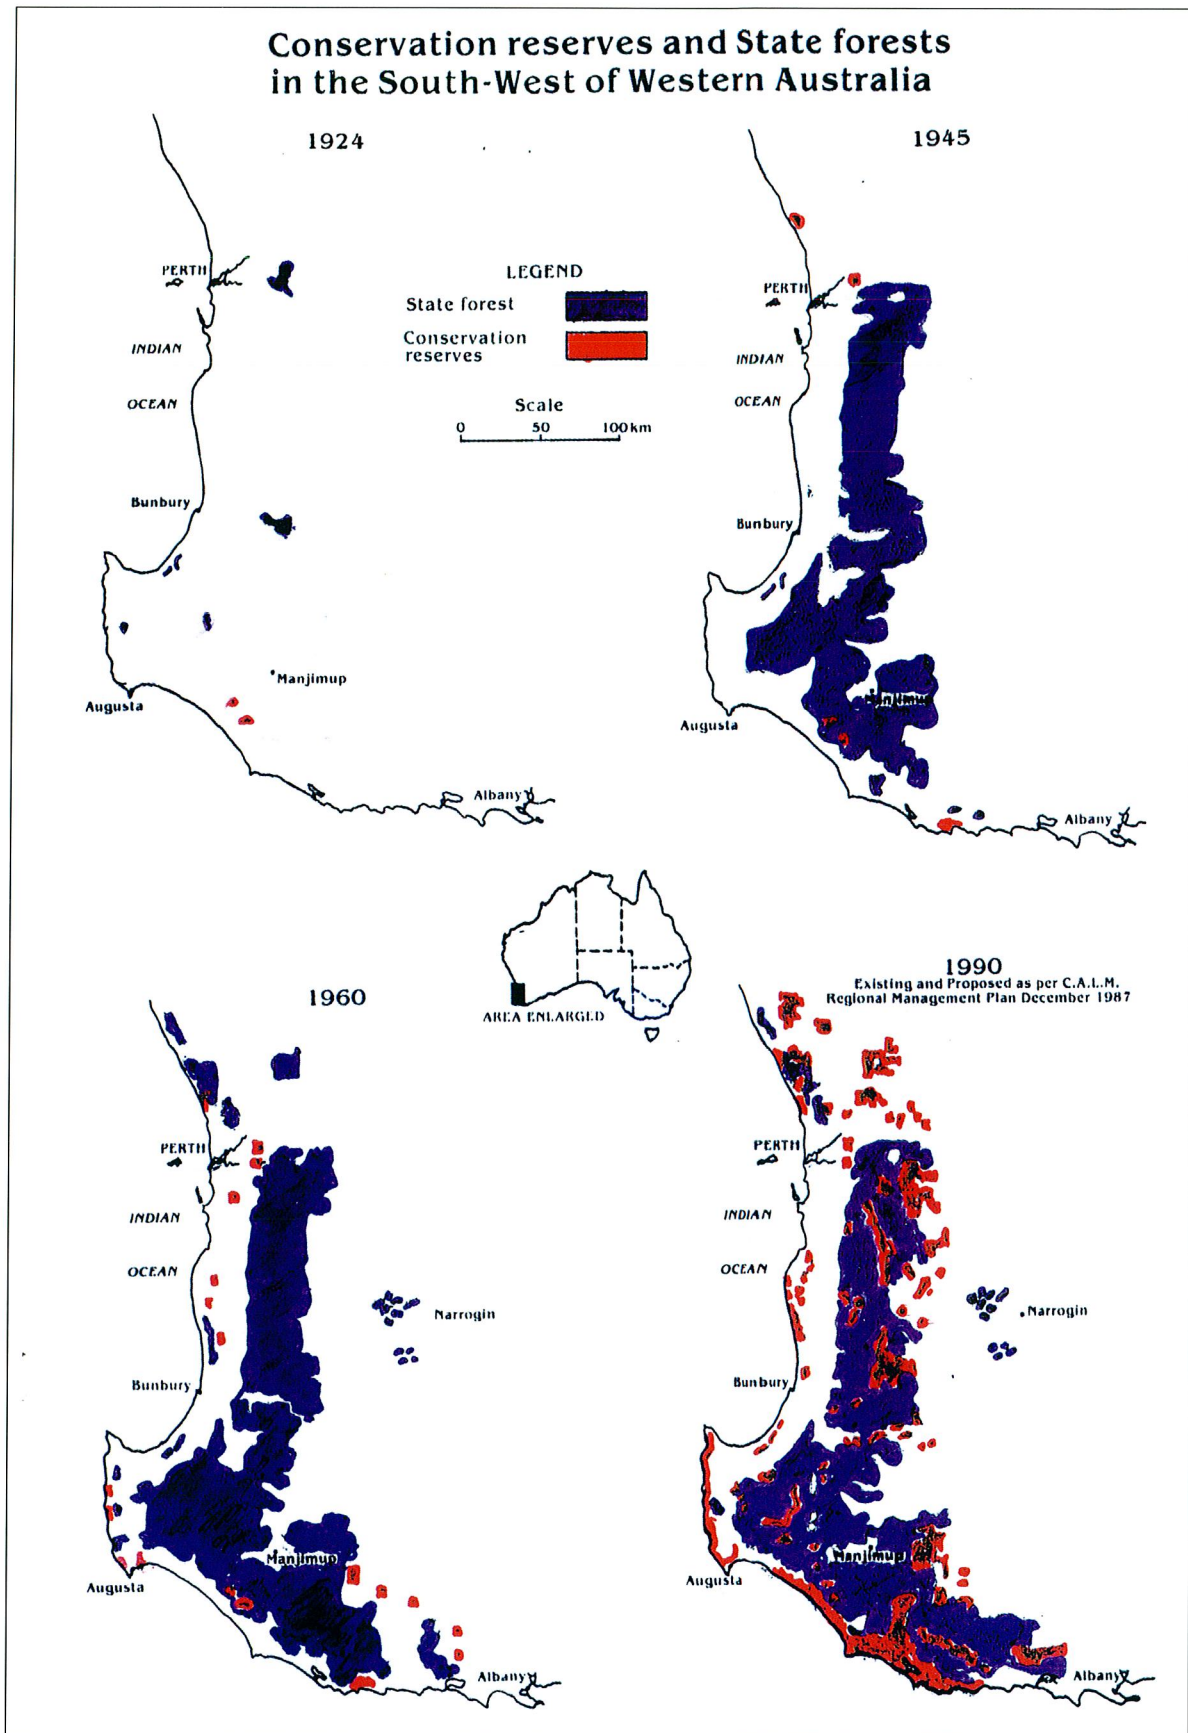 Conservation reserves and State forests
in the South-West of Western Australia
1924
PERTH
INDIAN
OCEAN
Bunbury
Manjimup
Augusta
Albany
LEGEND
State forest
Conservation
reserves
Scale
0 50 100km
1945
PERTH
INDIAN
OCEAN
Bunbury
Manjimup
Augusta
Albany
AREA ENLARGED
1960
PERTH
INDIAN
OCEAN
Narrogin
Bunbury
Manjimup
Augusta
Albany
1990
Existing and Proposed as per C.A.L.M.
Regional Management Plan December 1987
PERTH
INDIAN
OCEAN
Narrogin
Bunbury
Manjimup
Augusta
Albany